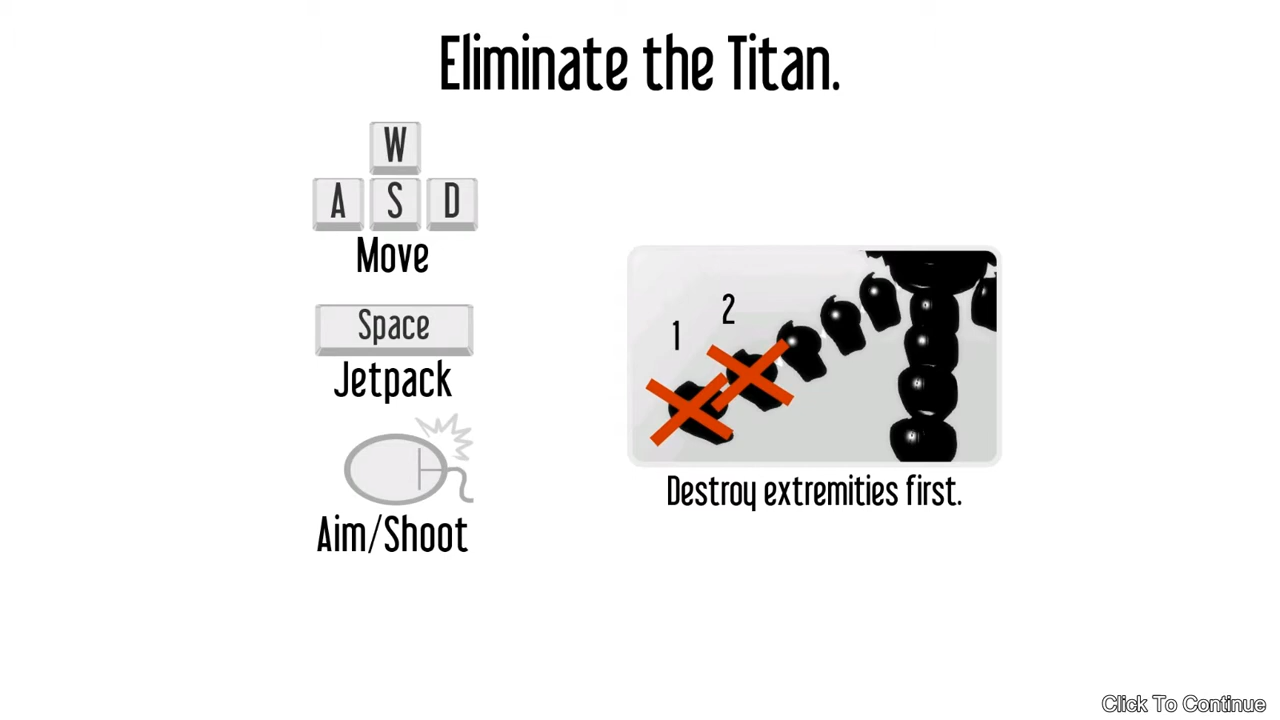 Eliminate the Titan.
W
A S D
Move
Space
Jetpack
Aim/Shoot
1
2
Destroy extremities first.
Click To Continue